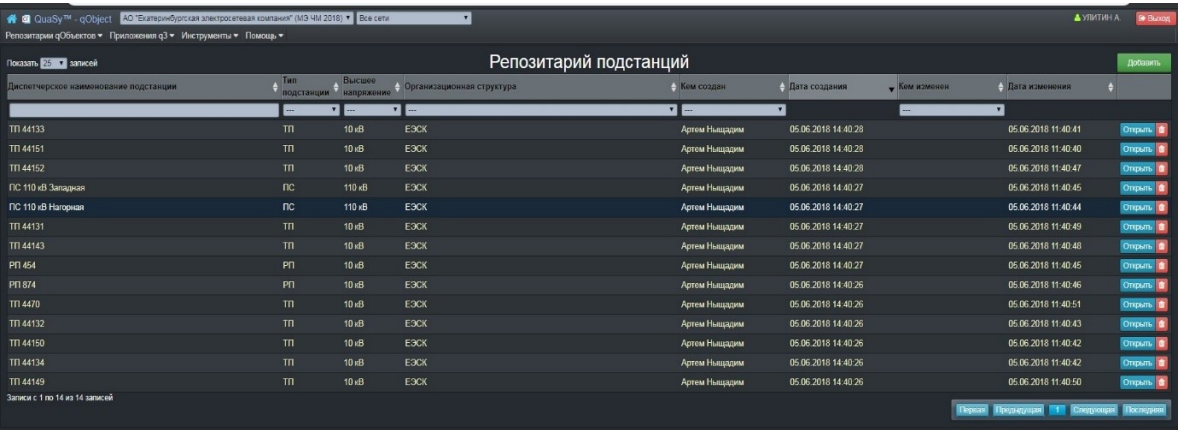 QuaSy™ - qObject АО "Екатеринбургская электросетевая компания" (МЭ ЧМ 2018) Все сети УЛИТИН А. Выход
Репозитарии qОбъектов Приложения q3 Инструменты Помощь
Показать 25 записей Репозитарий подстанций Добавить
Диспетчерское наименование подстанции Тип подстанции Высшее напряжение Организационная структура Кем создан Дата создания Кем изменен Дата изменения
--- --- --- --- ---
ТП 44133 ТП 10 кВ ЕЭСК Артем Ныщадим 05.06.2018 14:40:28 05.06.2018 11:40:41 Открыть
ТП 44151 ТП 10 кВ ЕЭСК Артем Ныщадим 05.06.2018 14:40:28 05.06.2018 11:40:40 Открыть
ТП 44152 ТП 10 кВ ЕЭСК Артем Ныщадим 05.06.2018 14:40:28 05.06.2018 11:40:47 Открыть
ПС 110 кВ Западная ПС 110 кВ ЕЭСК Артем Ныщадим 05.06.2018 14:40:27 05.06.2018 11:40:45 Открыть
ПС 110 кВ Нагорная ПС 110 кВ ЕЭСК Артем Ныщадим 05.06.2018 14:40:27 05.06.2018 11:40:44 Открыть
ТП 44131 ТП 10 кВ ЕЭСК Артем Ныщадим 05.06.2018 14:40:27 05.06.2018 11:40:49 Открыть
ТП 44143 ТП 10 кВ ЕЭСК Артем Ныщадим 05.06.2018 14:40:27 05.06.2018 11:40:48 Открыть
РП 454 РП 10 кВ ЕЭСК Артем Ныщадим 05.06.2018 14:40:27 05.06.2018 11:40:45 Открыть
РП 874 РП 10 кВ ЕЭСК Артем Ныщадим 05.06.2018 14:40:26 05.06.2018 11:40:46 Открыть
ТП 4470 ТП 10 кВ ЕЭСК Артем Ныщадим 05.06.2018 14:40:26 05.06.2018 11:40:51 Открыть
ТП 44132 ТП 10 кВ ЕЭСК Артем Ныщадим 05.06.2018 14:40:26 05.06.2018 11:40:43 Открыть
ТП 44150 ТП 10 кВ ЕЭСК Артем Ныщадим 05.06.2018 14:40:26 05.06.2018 11:40:42 Открыть
ТП 44134 ТП 10 кВ ЕЭСК Артем Ныщадим 05.06.2018 14:40:26 05.06.2018 11:40:42 Открыть
ТП 44149 ТП 10 кВ ЕЭСК Артем Ныщадим 05.06.2018 14:40:26 05.06.2018 11:40:50 Открыть
Записи с 1 по 14 из 14 записей
Первая Предыдущая 1 Следующая Последняя